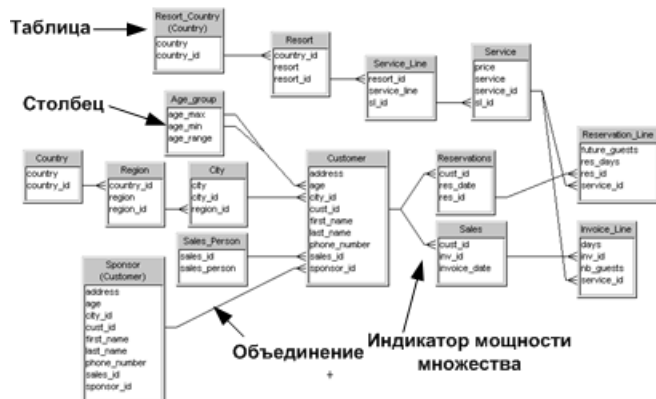 Таблица
Resort_Country
(Country)
country
country_id
Resort
country_id
resort
resort_id
Service_Line
resort_id
service_line
sl_id
Service
price
service
service_id
sl_id
Столбец
Age_group
age_max
age_min
age_range
Country
country
country_id
Region
country_id
region
region_id
City
city
city_id
region_id
Customer
address
age
city_id
cust_id
first_name
last_name
phone_number
sales_id
sponsor_id
Reservations
cust_id
res_date
res_id
Reservation_Line
future_guests
res_days
res_id
service_id
Sales_Person
sales_id
sales_person
Sales
cust_id
inv_id
invoice_date
Invoice_Line
days
inv_id
nb_guests
service_id
Sponsor
(Customer)
address
age
city_id
cust_id
first_name
last_name
phone_number
sales_id
sponsor_id
Объединение
Индикатор мощности
множества
+